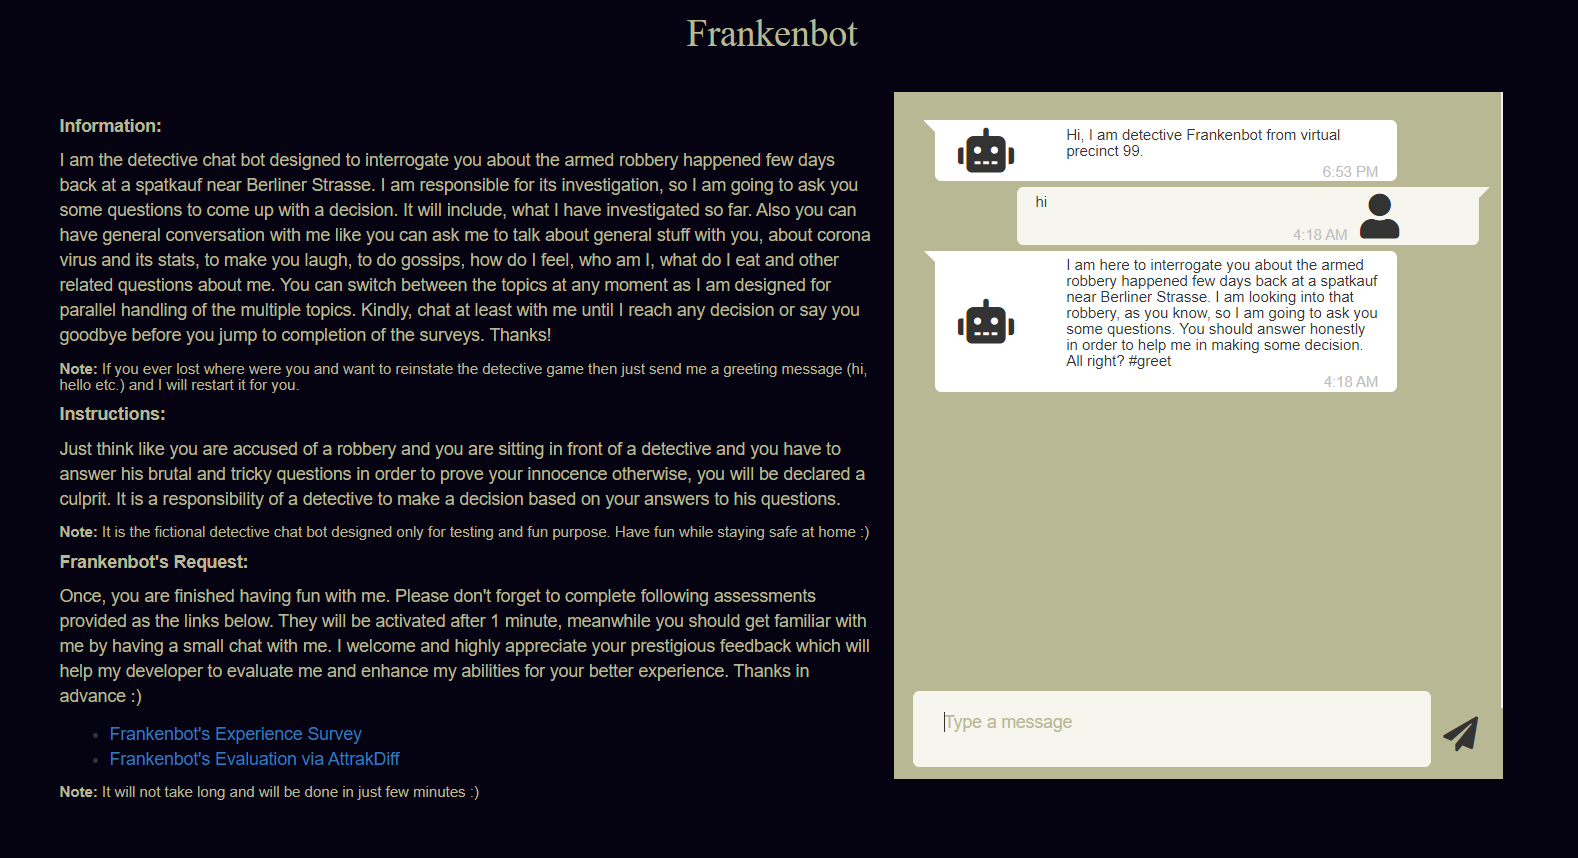 Frankenbot
Information:
I am the detective chat bot designed to interrogate you about the armed robbery happened few days
back at a spatkauf near Berliner Strasse. I am responsible for its investigation, so I am going to ask you
some questions to come up with a decision. It will include, what I have investigated so far. Also you can
have general conversation with me like you can ask me to talk about general stuff with you, about corona
virus and its stats, to make you laugh, to do gossips, how do I feel, who am I, what do I eat and other
related questions about me. You can switch between the topics at any moment as I am designed for
parallel handling of the multiple topics. Kindly, chat at least with me until I reach any decision or say you
goodbye before you jump to completion of the surveys. Thanks!
Note: If you ever lost where were you and want to reinstate the detective game then just send me a greeting message (hi,
hello etc.) and I will restart it for you.
Instructions:
Just think like you are accused of a robbery and you are sitting in front of a detective and you have to
answer his brutal and tricky questions in order to prove your innocence otherwise, you will be declared a
culprit. It is a responsibility of a detective to make a decision based on your answers to his questions.
Note: It is the fictional detective chat bot designed only for testing and fun purpose. Have fun while staying safe at home :)
Frankenbot's Request:
Once, you are finished having fun with me. Please don't forget to complete following assessments
provided as the links below. They will be activated after 1 minute, meanwhile you should get familiar with
me by having a small chat with me. I welcome and highly appreciate your prestigious feedback which will
help my developer to evaluate me and enhance my abilities for your better experience. Thanks in
advance :)
Frankenbot's Experience Survey
Frankenbot's Evaluation via AttrakDiff
Note: It will not take long and will be done in just few minutes :)
Hi, I am detective Frankenbot from virtual
precinct 99.
6:53 PM
hi
4:18 AM
I am here to interrogate you about the armed
robbery happened few days back at a spatkauf
near Berliner Strasse. I am looking into that
robbery, as you know, so I am going to ask you
some questions. You should answer honestly
in order to help me in making some decision.
All right? #greet
4:18 AM
Type a message